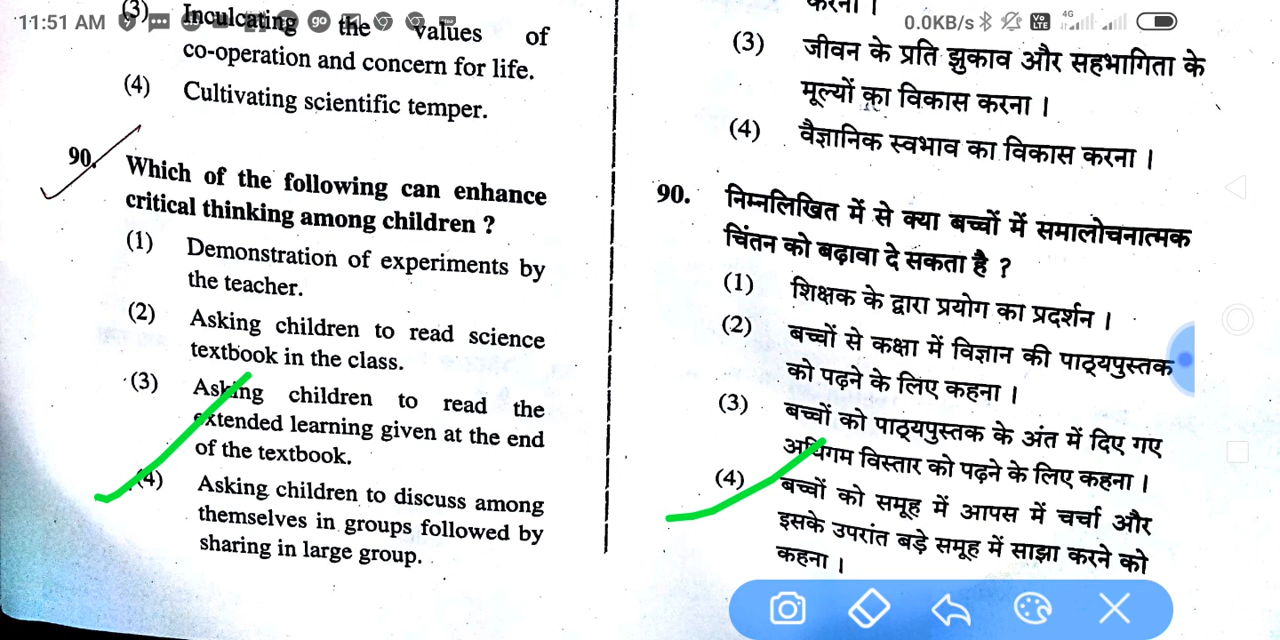 11:51 AM
0.0KB/s
4G
(3) Inculcating the values of
co-operation and concern for life.
(4) Cultivating scientific temper.
90. Which of the following can enhance
critical thinking among children ?
(1) Demonstration of experiments by
the teacher.
(2) Asking children to read science
textbook in the class.
(3) Asking children to read the
extended learning given at the end
of the textbook.
(4) Asking children to discuss among
themselves in groups followed by
sharing in large group.
करना ।
(3) जीवन के प्रति झुकाव और सहभागिता के
मूल्यों का विकास करना ।
(4) वैज्ञानिक स्वभाव का विकास करना ।
90. निम्नलिखित में से क्या बच्चों में समालोचनात्मक
चिंतन को बढ़ावा दे सकता है ?
(1) शिक्षक के द्वारा प्रयोग का प्रदर्शन ।
(2) बच्चों से कक्षा में विज्ञान की पाठ्यपुस्तक
को पढ़ने के लिए कहना ।
(3) बच्चों को पाठ्यपुस्तक के अंत में दिए गए
अधिगम विस्तार को पढ़ने के लिए कहना ।
(4) बच्चों को समूह में आपस में चर्चा और
इसके उपरांत बड़े समूह में साझा करने को
कहना ।